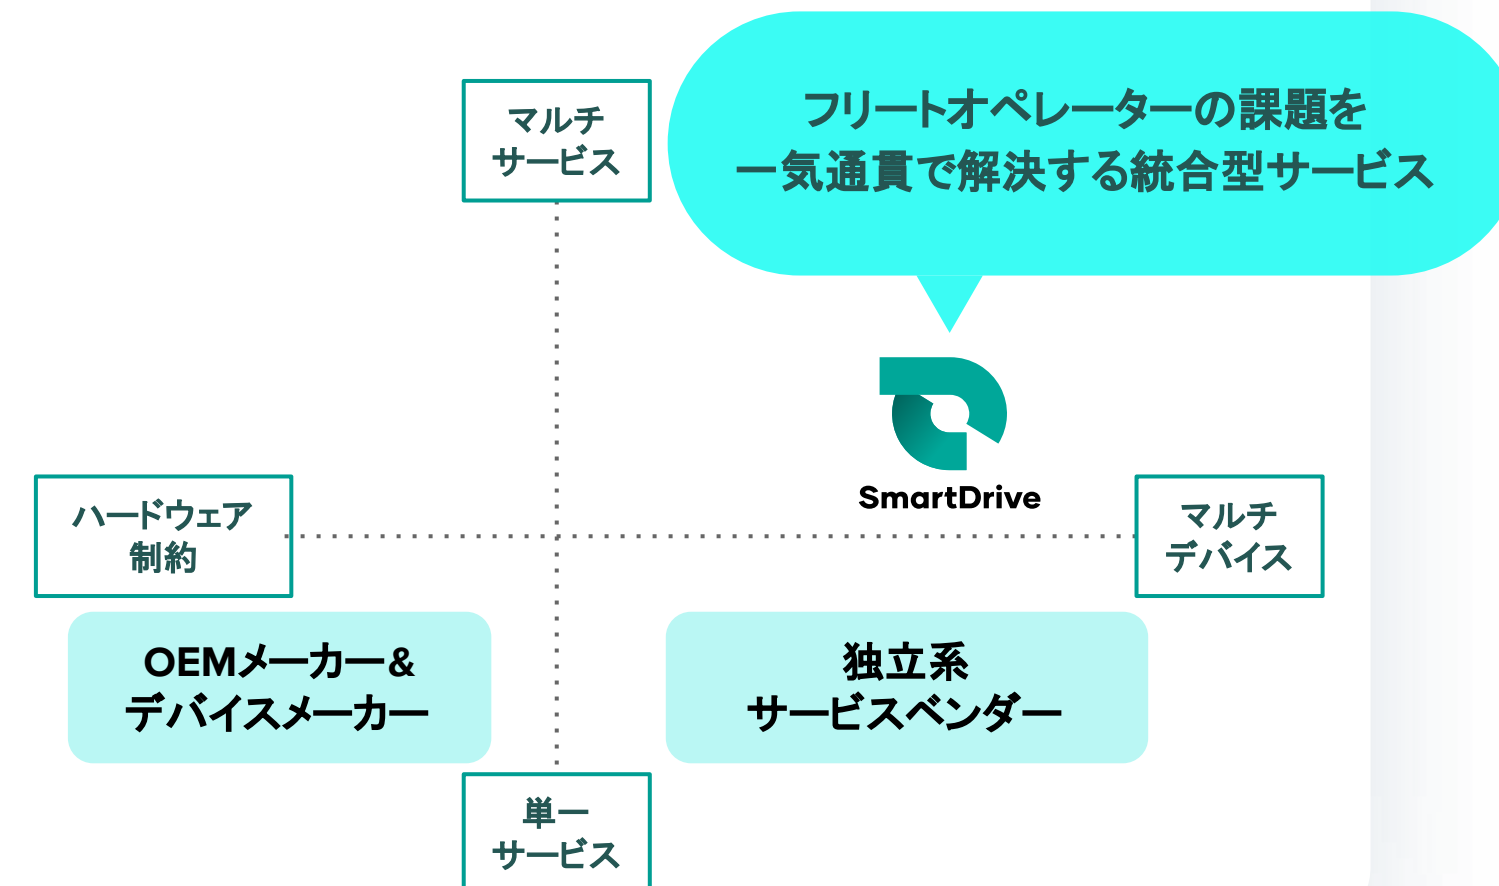 マルチ
サービス
フリートオペレーターの課題を
一気通貫で解決する統合型サービス
SmartDrive
ハードウェア
制約
マルチ
デバイス
OEMメーカー&
デバイスメーカー
独立系
サービスベンダー
単一
サービス